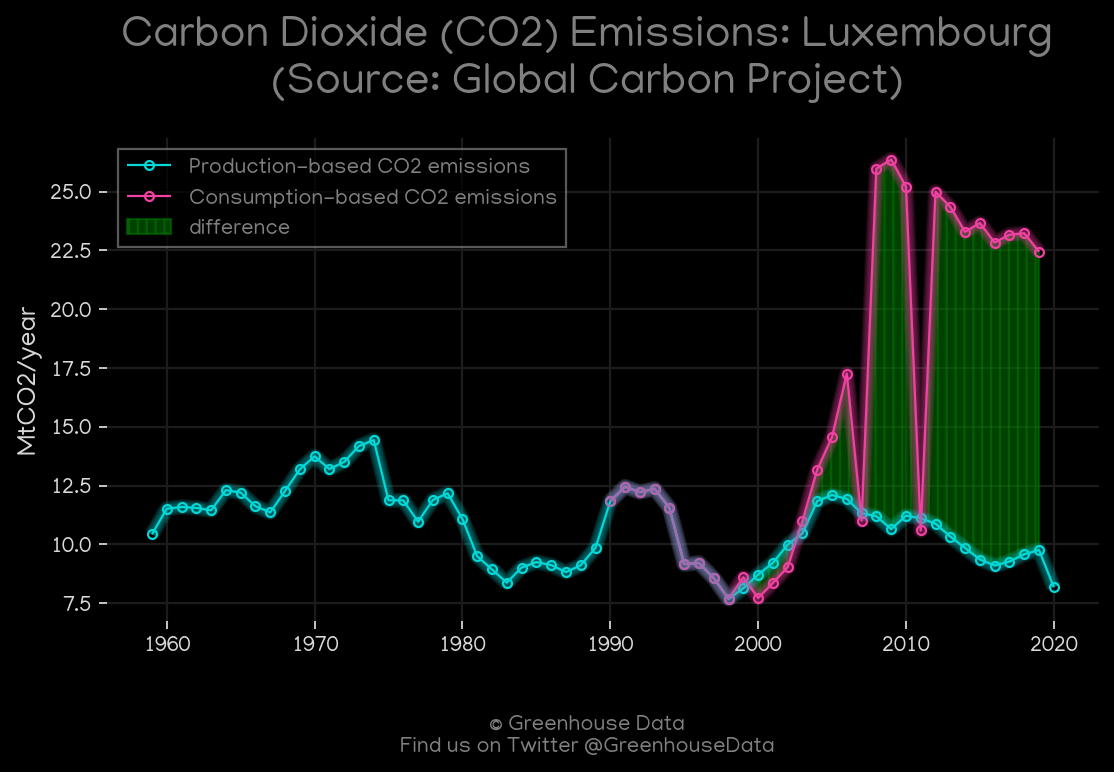 Carbon Dioxide (CO2) Emissions: Luxembourg
(Source: Global Carbon Project)
Production-based CO2 emissions
Consumption-based CO2 emissions
difference
MtCO2/year
25.0
22.5
20.0
17.5
15.0
12.5
10.0
7.5
1960 1970 1980 1990 2000 2010 2020
© Greenhouse Data
Find us on Twitter @GreenhouseData